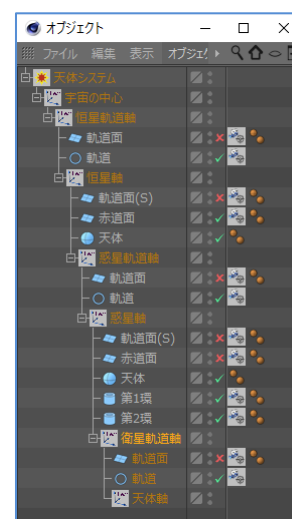 オブジェクト
ファイル 編集 表示 オブジェ
天体システム
宇宙の中心
恒星軌道軸
軌道面
軌道
恒星軸
軌道面(S)
赤道面
天体
惑星軌道軸
軌道面
軌道
惑星軸
軌道面(S)
赤道面
天体
第1環
第2環
衛星軌道軸
軌道面
軌道
天体軸